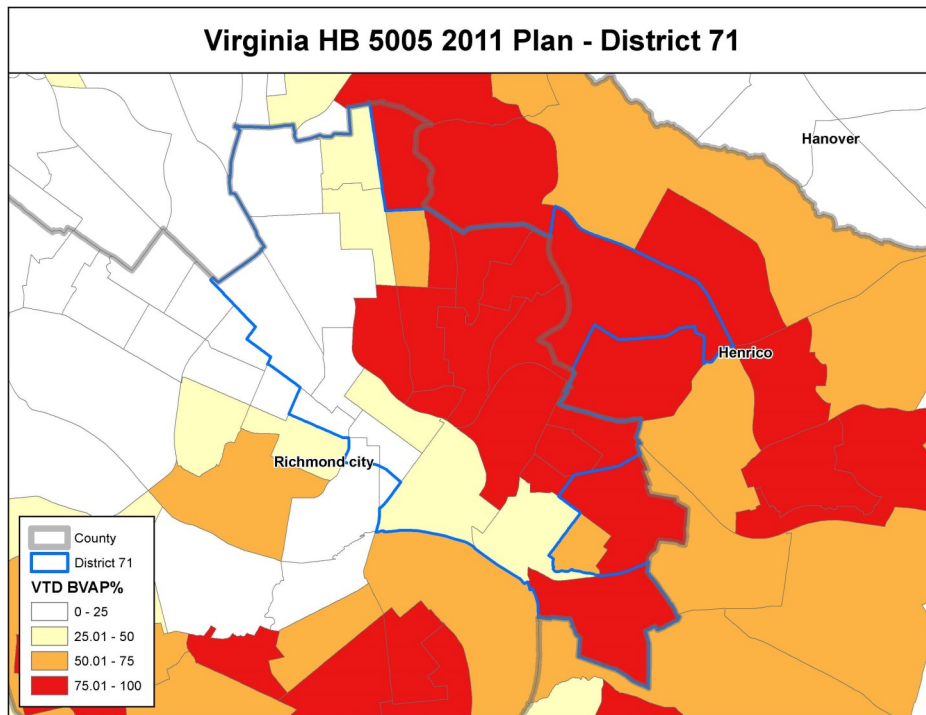 Virginia HB 5005 2011 Plan - District 71
Hanover
Henrico
Richmond city
County
District 71
VTD BVAP%
0 - 25
25.01 - 50
50.01 - 75
75.01 - 100